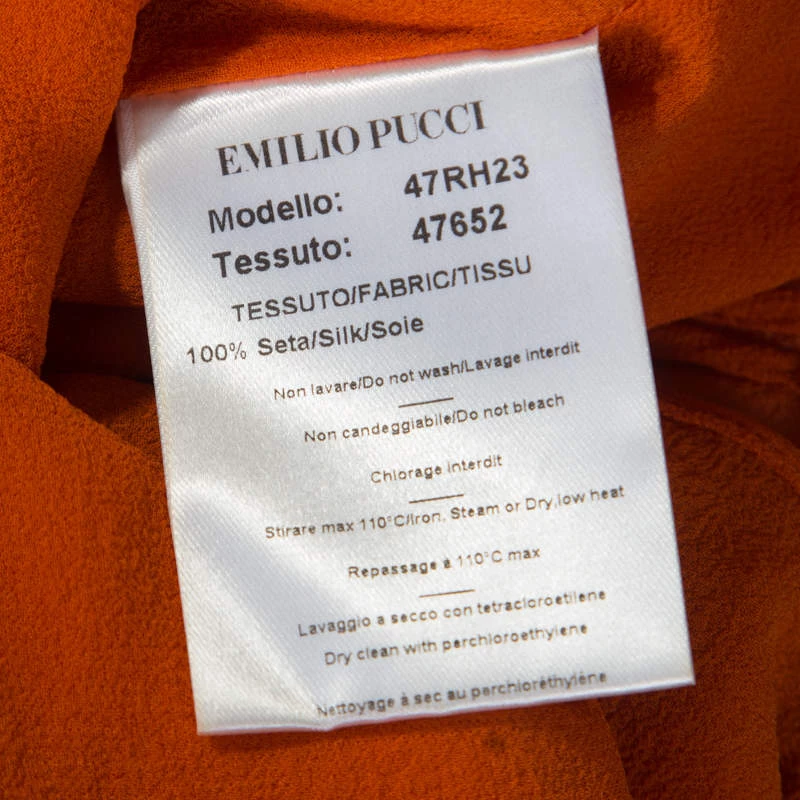 EMILIO PUCCI
Modello: 47RH23
Tessuto: 47652
TESSUTO/FABRIC/TISSU
100% Seta/Silk/Soie
Non lavare/Do not wash/Lavage interdit
Non candeggiabile/Do not bleach
Chlorage interdit
Stirare max 110°C/Iron, Steam or Dry,low heat
Repassage à 110°C max
Lavaggio a secco con tetracloroetilene
Dry clean with perchloroethylene
Nettoyage à sec au perchloréthylène